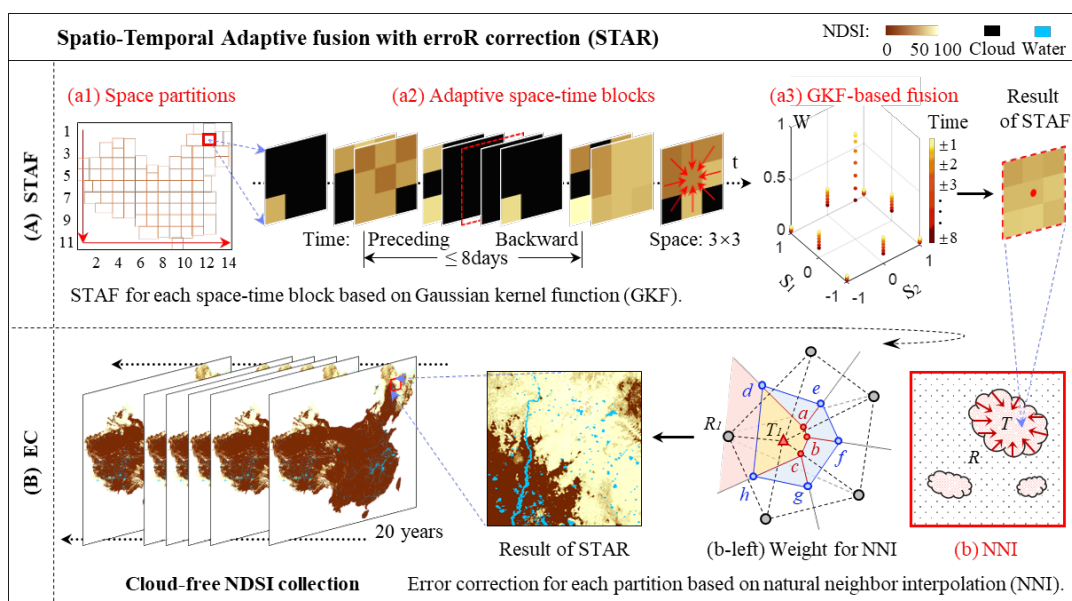 Spatio-Temporal Adaptive fusion with erroR correction (STAR)
NDSI:
0 50 100 Cloud Water
(A) STAF
(a1) Space partitions
1
3
5
7
9
11
2 4 6 8 10 12 14
(a2) Adaptive space-time blocks
t
Time: Preceding Backward Space: 3×3
≤ 8days
(a3) GKF-based fusion
W
1
0.5
0
1
0
-1
S1
-1
0
1
S2
Time
±1
±2
±3
±8
Result
of STAF
STAF for each space-time block based on Gaussian kernel function (GKF).
(B) EC
20 years
Cloud-free NDSI collection
Result of STAR
d
e
a
R1
T1
b
f
c
h
g
(b-left) Weight for NNI
T
R
(b) NNI
Error correction for each partition based on natural neighbor interpolation (NNI).